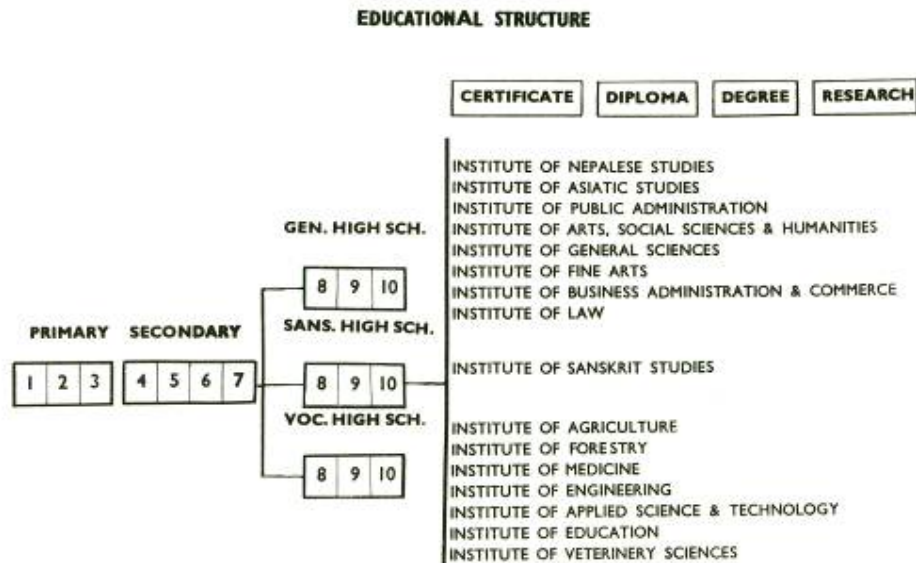 EDUCATIONAL STRUCTURE
CERTIFICATE DIPLOMA DEGREE RESEARCH
INSTITUTE OF NEPALESE STUDIES
INSTITUTE OF ASIATIC STUDIES
INSTITUTE OF PUBLIC ADMINISTRATION
INSTITUTE OF ARTS, SOCIAL SCIENCES & HUMANITIES
INSTITUTE OF GENERAL SCIENCES
INSTITUTE OF FINE ARTS
INSTITUTE OF BUSINESS ADMINISTRATION & COMMERCE
INSTITUTE OF LAW
GEN. HIGH SCH.
8 9 10
SANS. HIGH SCH.
PRIMARY SECONDARY
1 2 3 4 5 6 7
8 9 10
INSTITUTE OF SANSKRIT STUDIES
VOC. HIGH SCH.
8 9 10
INSTITUTE OF AGRICULTURE
INSTITUTE OF FORESTRY
INSTITUTE OF MEDICINE
INSTITUTE OF ENGINEERING
INSTITUTE OF APPLIED SCIENCE & TECHNOLOGY
INSTITUTE OF EDUCATION
INSTITUTE OF VETERINERY SCIENCES